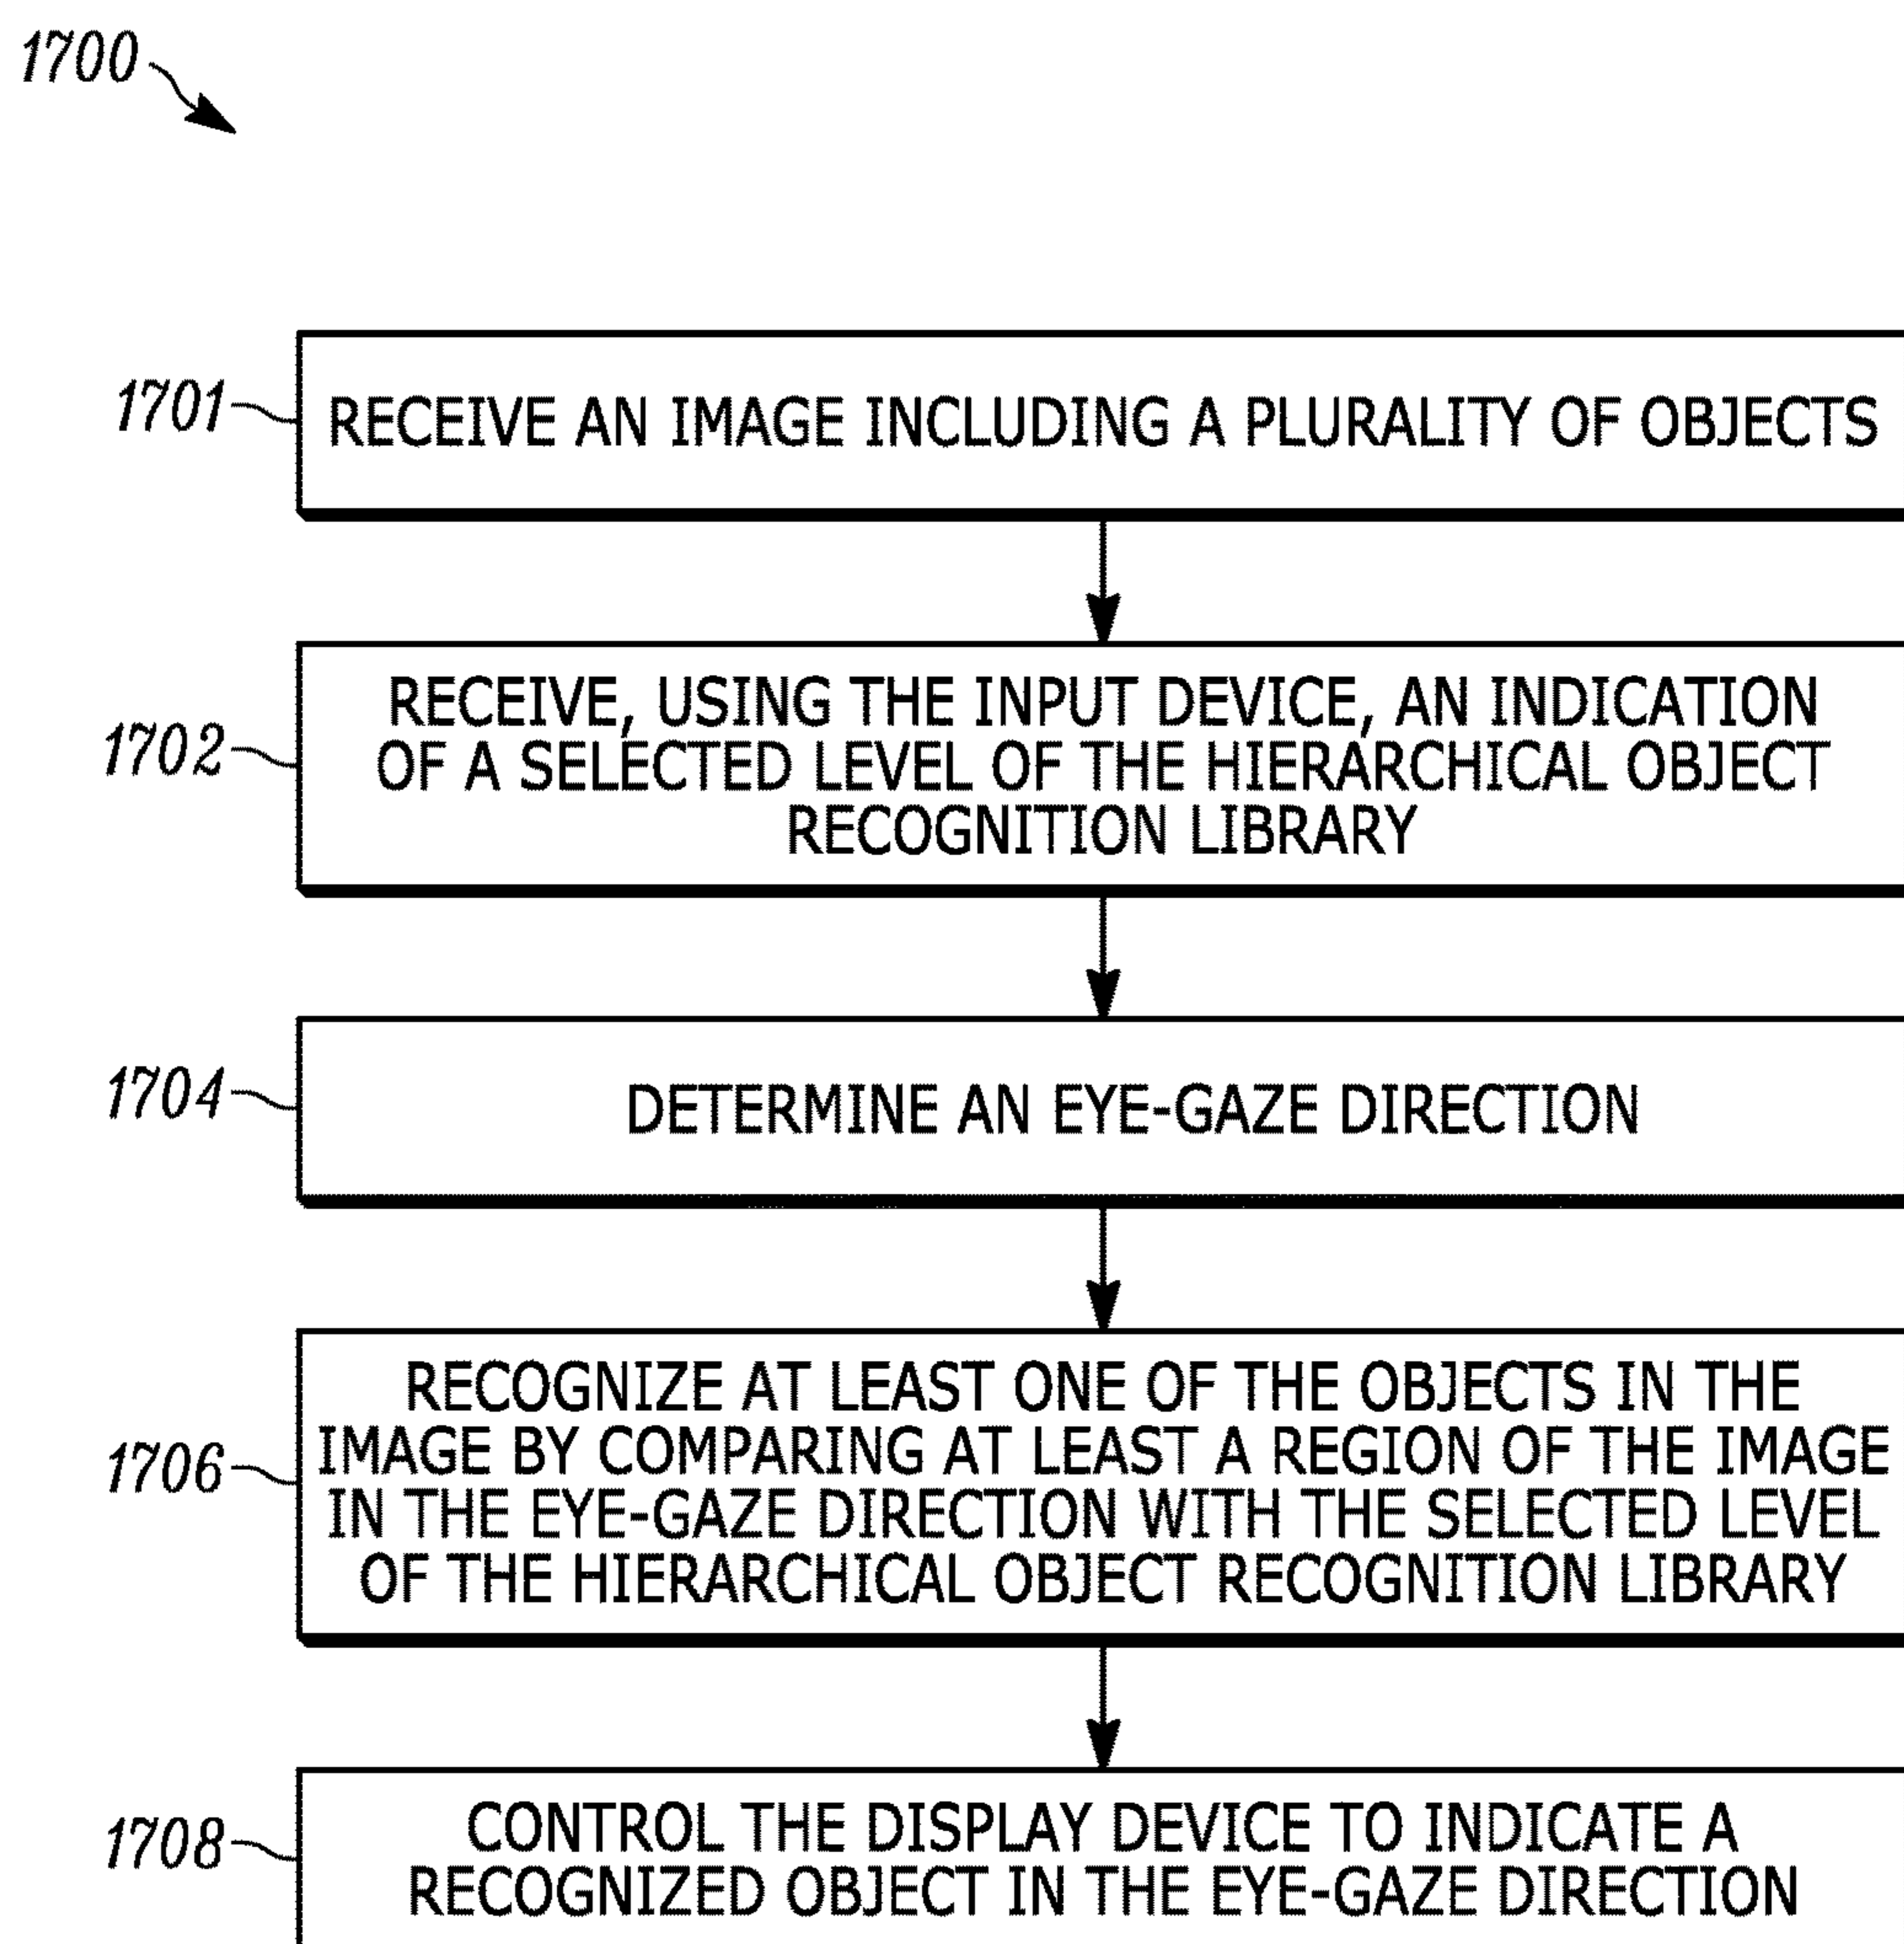 1700
1701
RECEIVE AN IMAGE INCLUDING A PLURALITY OF OBJECTS
1702
RECEIVE, USING THE INPUT DEVICE, AN INDICATION
OF A SELECTED LEVEL OF THE HIERARCHICAL OBJECT
RECOGNITION LIBRARY
1704
DETERMINE AN EYE-GAZE DIRECTION
1706
RECOGNIZE AT LEAST ONE OF THE OBJECTS IN THE
IMAGE BY COMPARING AT LEAST A REGION OF THE IMAGE
IN THE EYE-GAZE DIRECTION WITH THE SELECTED LEVEL
OF THE HIERARCHICAL OBJECT RECOGNITION LIBRARY
1708
CONTROL THE DISPLAY DEVICE TO INDICATE A
RECOGNIZED OBJECT IN THE EYE-GAZE DIRECTION